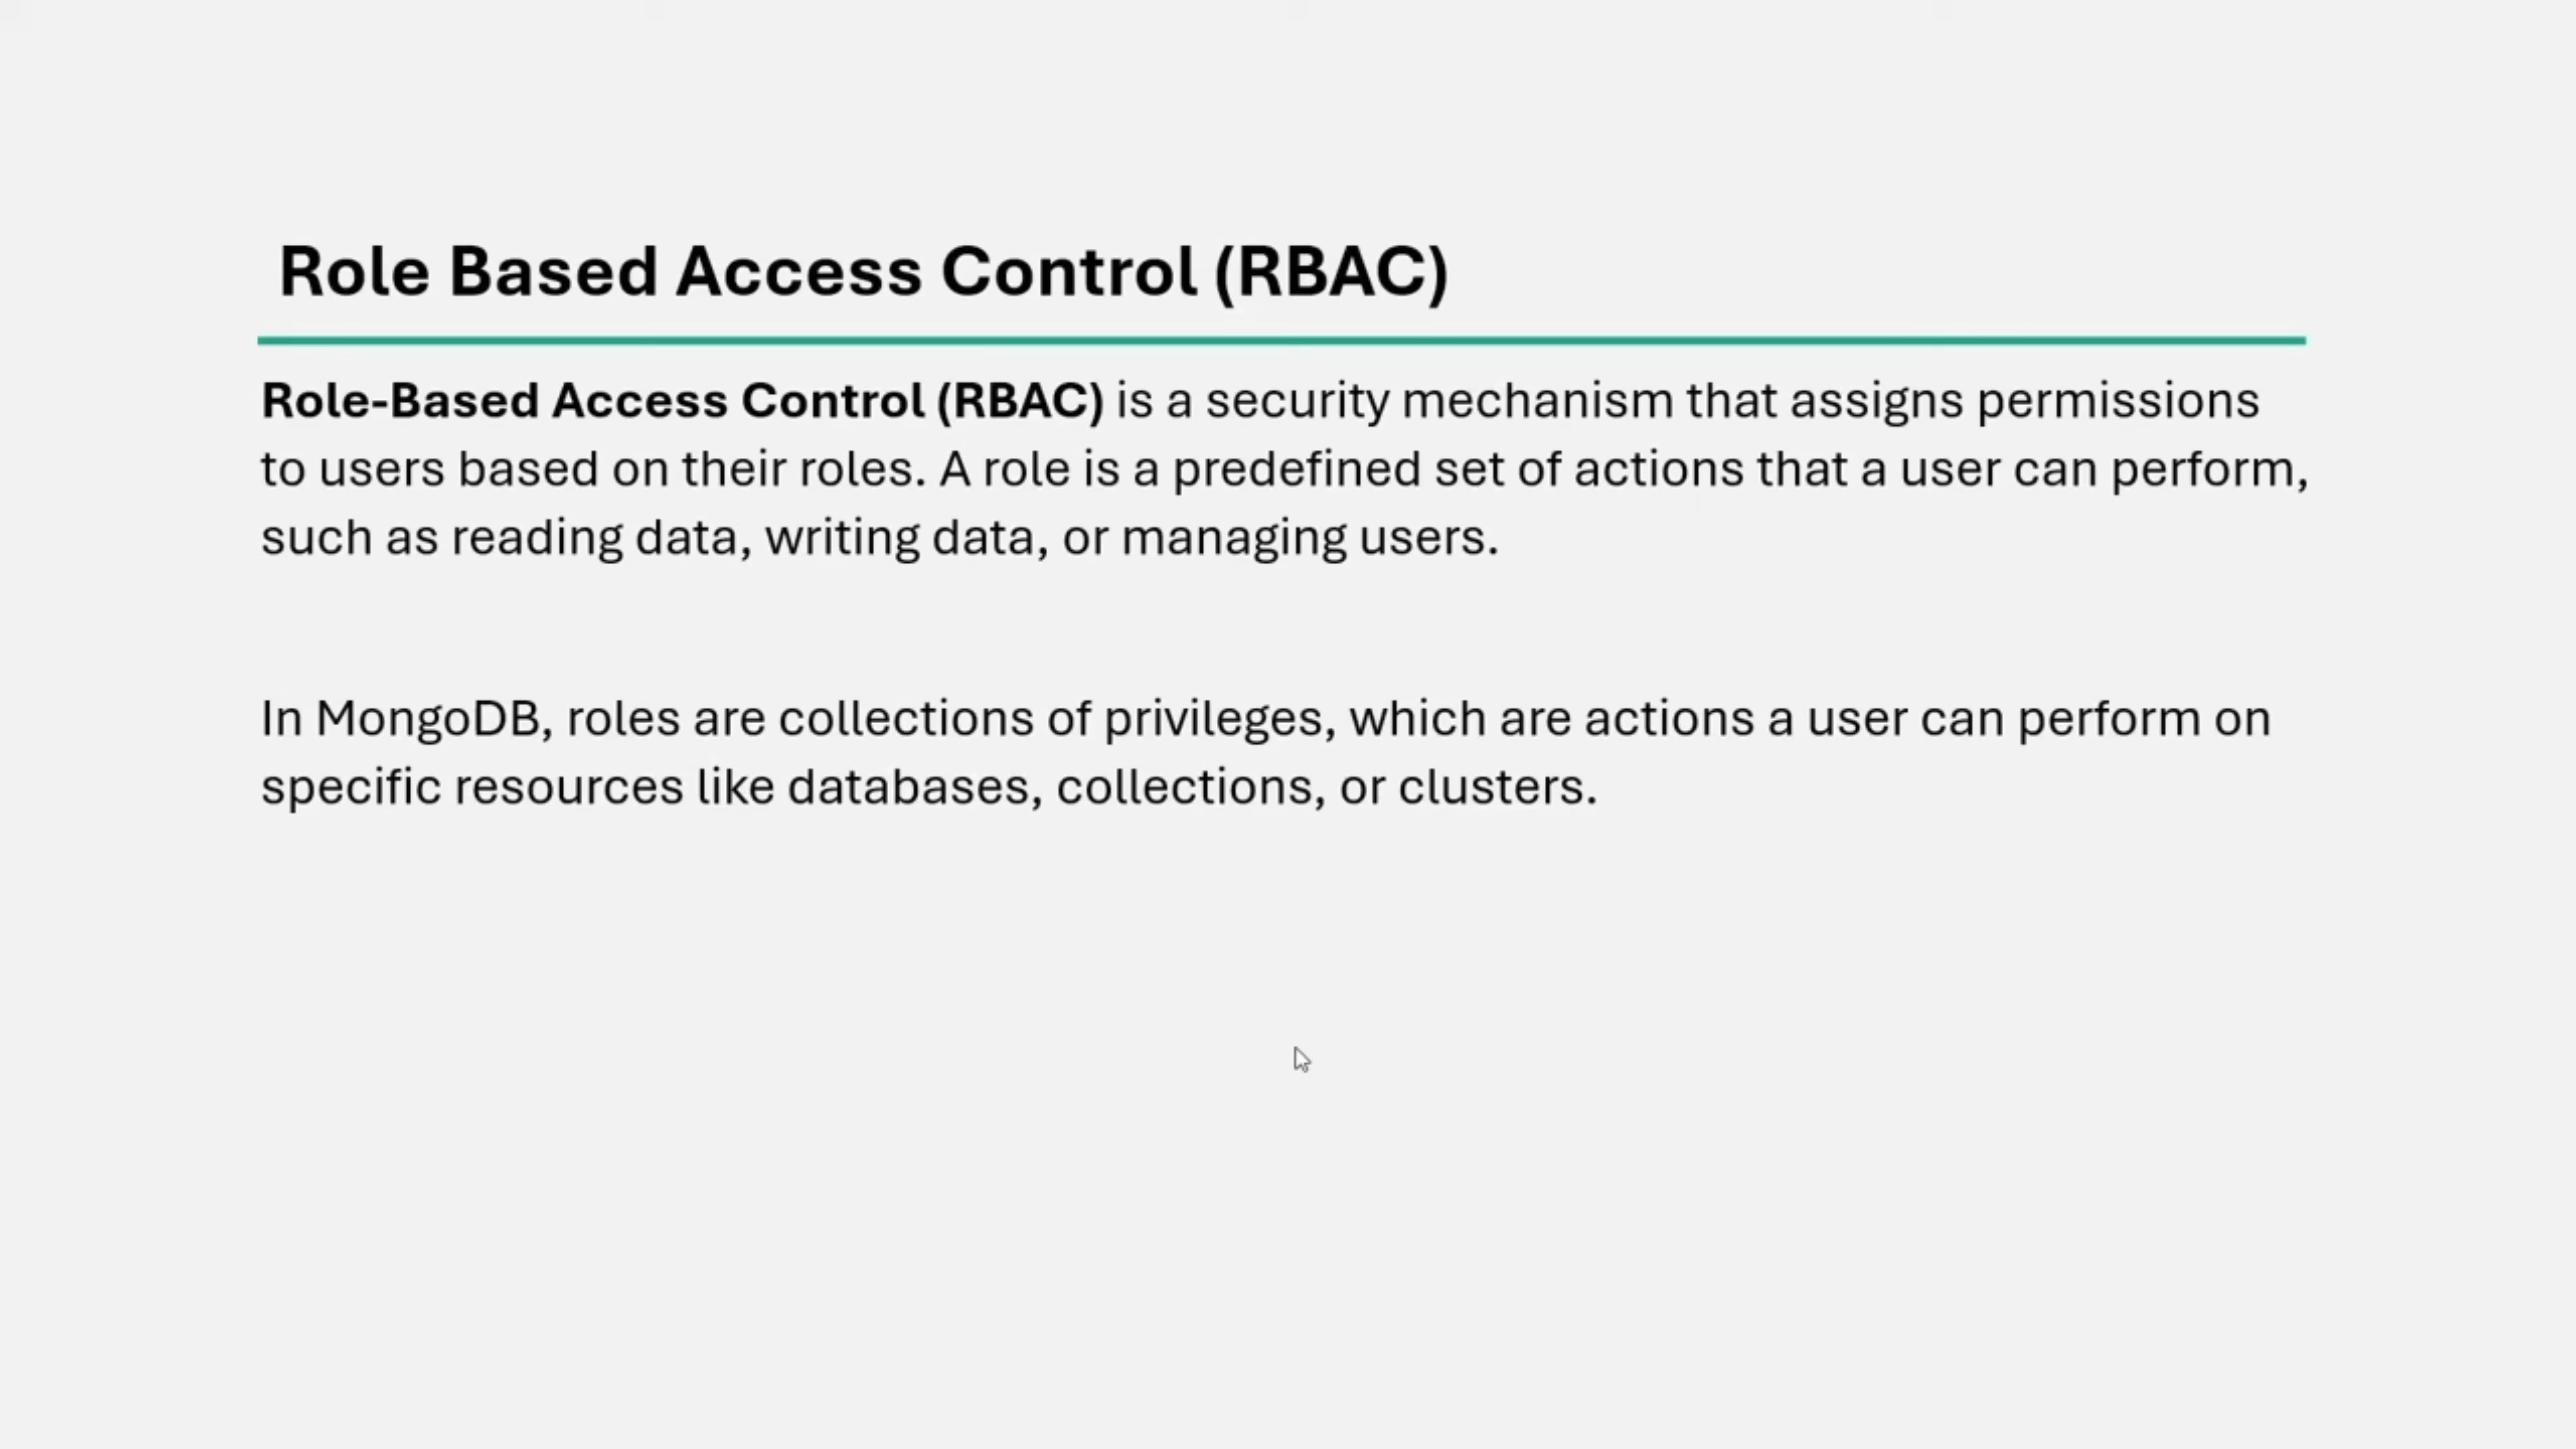 Role Based Access Control (RBAC)
Role-Based Access Control (RBAC) is a security mechanism that assigns permissions
to users based on their roles. A role is a predefined set of actions that a user can perform,
such as reading data, writing data, or managing users.
In MongoDB, roles are collections of privileges, which are actions a user can perform on
specific resources like databases, collections, or clusters.